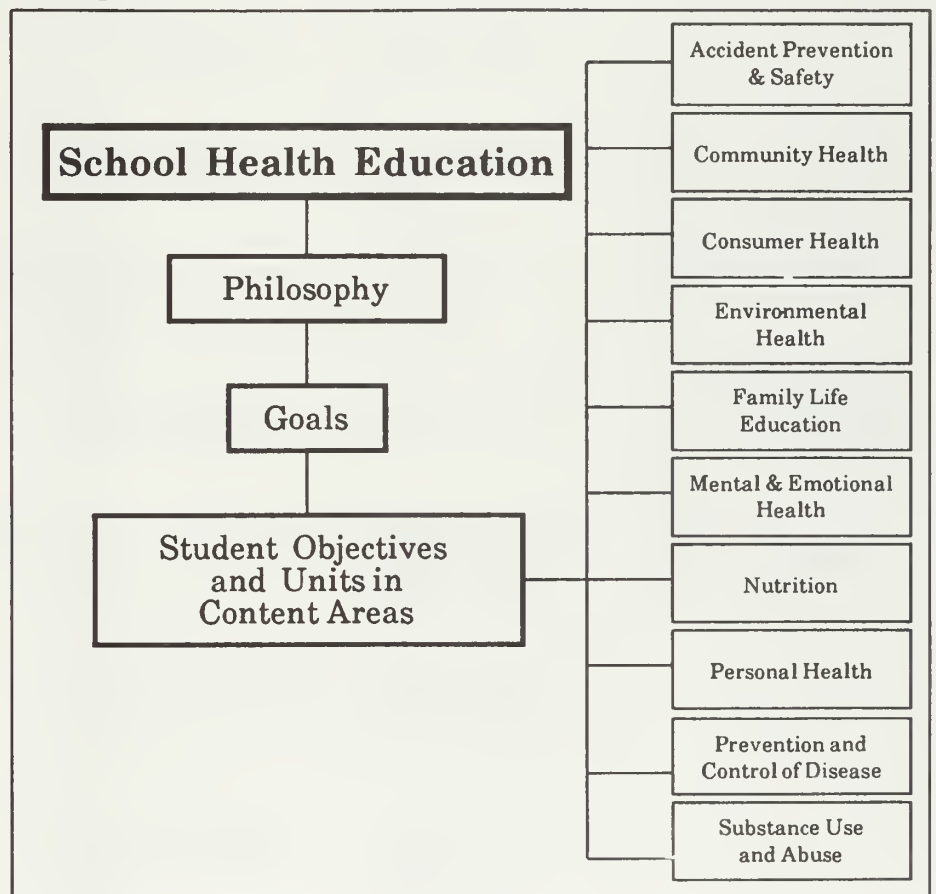 School Health Education
Philosophy
Goals
Student Objectives
and Units in
Content Areas
Accident Prevention
& Safety
Community Health
Consumer Health
Environmental
Health
Family Life
Education
Mental & Emotional
Health
Nutrition
Personal Health
Prevention and
Control of Disease
Substance Use
and Abuse